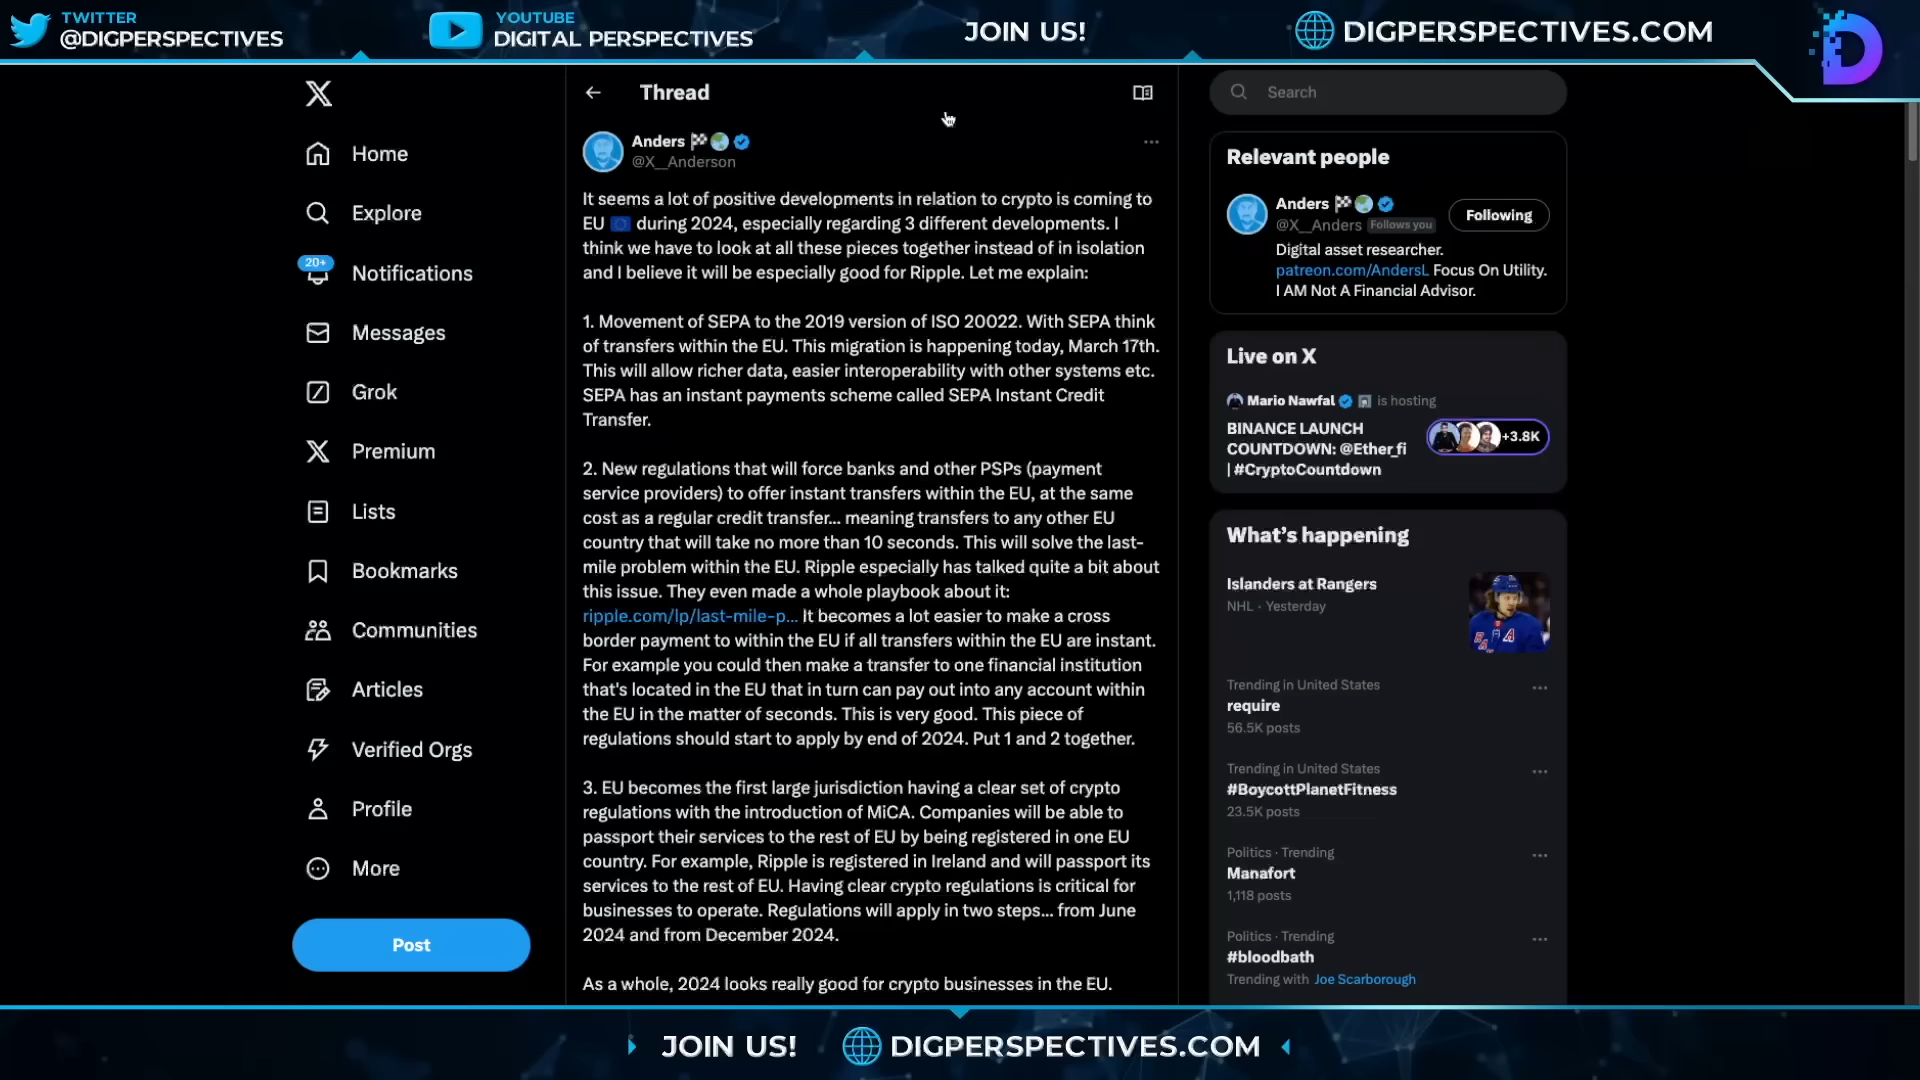 TWITTER
@DIGPERSPECTIVES
YOUTUBE
DIGITAL PERSPECTIVES
JOIN US!
DIGPERSPECTIVES.COM
Home
Explore
20+
Notifications
Messages
Grok
Premium
Lists
Bookmarks
Communities
Articles
Verified Orgs
Profile
More
Post
Thread
Anders
@X__Anderson
It seems a lot of positive developments in relation to crypto is coming to
EU 🇪🇺 during 2024, especially regarding 3 different developments. I
think we have to look at all these pieces together instead of in isolation
and I believe it will be especially good for Ripple. Let me explain:
1. Movement of SEPA to the 2019 version of ISO 20022. With SEPA think
of transfers within the EU. This migration is happening today, March 17th.
This will allow richer data, easier interoperability with other systems etc.
SEPA has an instant payments scheme called SEPA Instant Credit
Transfer.
2. New regulations that will force banks and other PSPs (payment
service providers) to offer instant transfers within the EU, at the same
cost as a regular credit transfer... meaning transfers to any other EU
country that will take no more than 10 seconds. This will solve the last-
mile problem within the EU. Ripple especially has talked quite a bit about
this issue. They even made a whole playbook about it:
ripple.com/lp/last-mile-p... It becomes a lot easier to make a cross
border payment to within the EU if all transfers within the EU are instant.
For example you could then make a transfer to one financial institution
that's located in the EU that in turn can pay out into any account within
the EU in the matter of seconds. This is very good. This piece of
regulations should start to apply by end of 2024. Put 1 and 2 together.
3. EU becomes the first large jurisdiction having a clear set of crypto
regulations with the introduction of MiCA. Companies will be able to
passport their services to the rest of EU by being registered in one EU
country. For example, Ripple is registered in Ireland and will passport its
services to the rest of EU. Having clear crypto regulations is critical for
businesses to operate. Regulations will apply in two steps... from June
2024 and from December 2024.
As a whole, 2024 looks really good for crypto businesses in the EU.
Search
Relevant people
Anders
@X__Anders Follows you
Following
Digital asset researcher.
patreon.com/AndersL Focus On Utility.
I AM Not A Financial Advisor.
Live on X
Mario Nawfal is hosting
BINANCE LAUNCH
COUNTDOWN: @Ether_fi
| #CryptoCountdown
+3.8K
What's happening
Islanders at Rangers
NHL · Yesterday
Trending in United States
require
56.5K posts
Trending in United States
#BoycottPlanetFitness
23.5K posts
Politics · Trending
Manafort
1,118 posts
Politics · Trending
#bloodbath
Trending with Joe Scarborough
JOIN US!
DIGPERSPECTIVES.COM